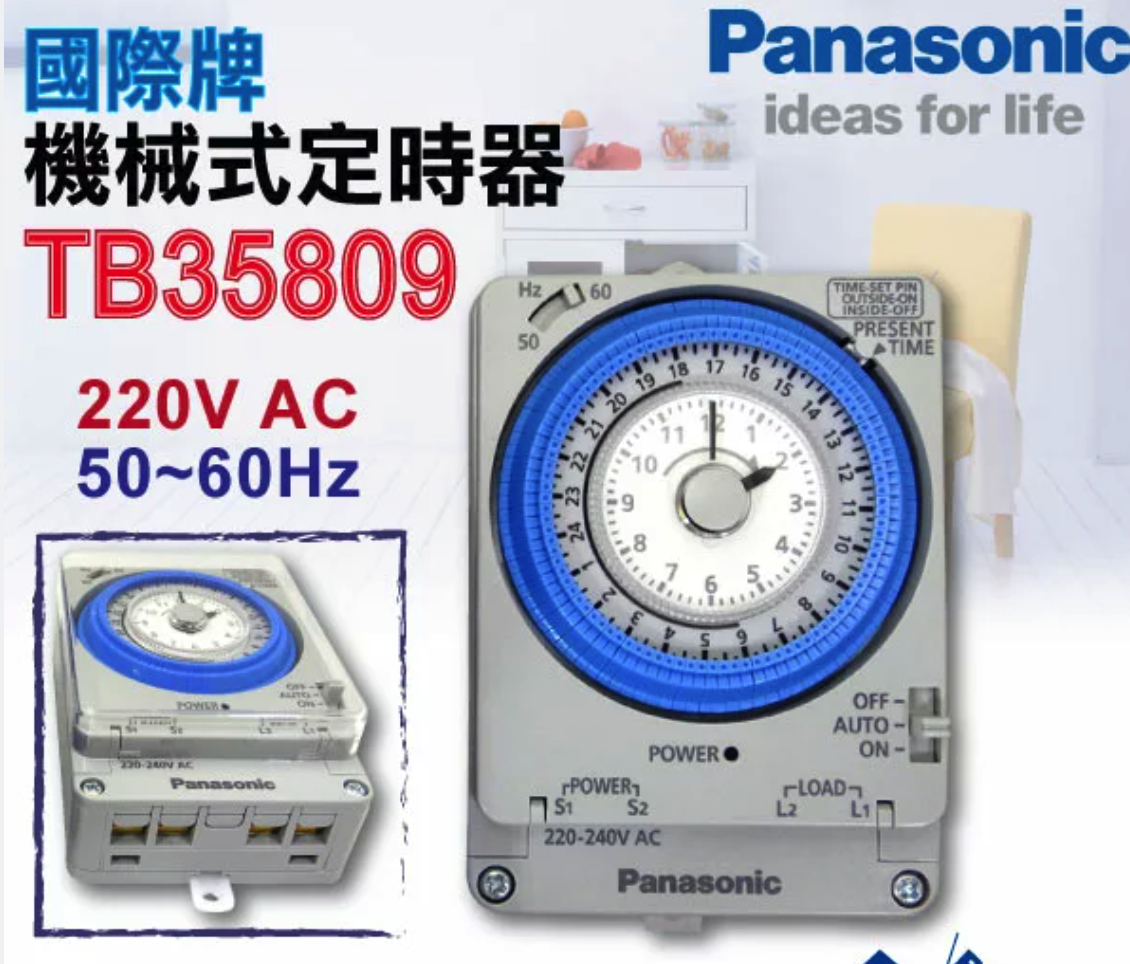 國際牌
機械式定時器
TB35809
220V AC
50~60Hz
Panasonic
ideas for life
Hz 60
50
TIME-SET PIN
OUTSIDE-ON
INSIDE-OFF
PRESENT
TIME
17 16 15 14 13 12 11 10 9 8 7 6 5 4 3 2 1 24 23 22 21 20 19 18
12 1 2 3 4 5 6 7 8 9 10 11
OFF
AUTO
ON
POWER
POWER
S1 S2
LOAD
L2 L1
220-240V AC
Panasonic
OFF
AUTO
ON
POWER
S1 S2 L2 L1
220-240V AC
Panasonic